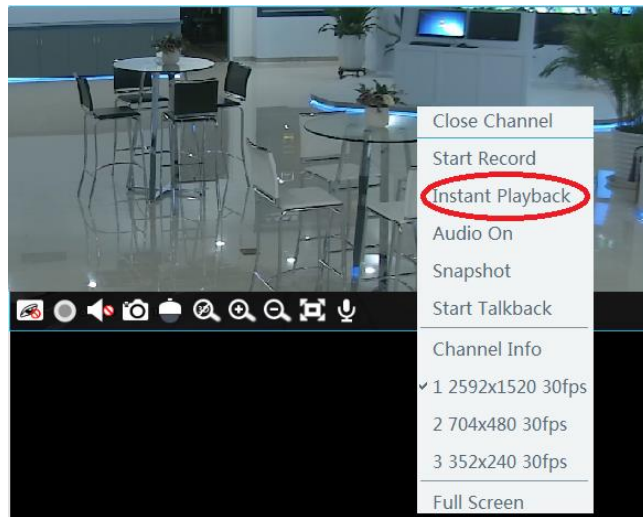 Close Channel
Start Record
Instant Playback
Audio On
Snapshot
Start Talkback
Channel Info
1 2592x1520 30fps
2 704x480 30fps
3 352x240 30fps
Full Screen